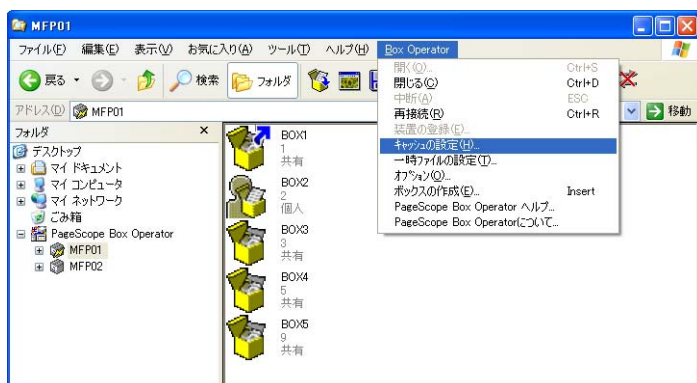 MFP01
ファイル(F) 編集(E) 表示(V) お気に入り(A) ツール(T) ヘルプ(H) Box Operator
戻る 検索 フォルダ
アドレス(D) MFP01 移動
フォルダ ×
デスクトップ
マイ ドキュメント
マイ コンピュータ
マイ ネットワーク
ごみ箱
PageScope Box Operator
MFP01
MFP02
BOX1
1
共有
BOX2
2
個人
BOX3
3
共有
BOX4
5
共有
BOX5
9
共有
開く(O)... Ctrl+S
閉じる(C) Ctrl+D
中断(A) ESC
再接続(R) Ctrl+R
装置の登録(E)...
キャッシュの設定(H)...
一時ファイルの設定(T)...
オプション(O)...
ボックスの作成(E)... Insert
PageScope Box Operator ヘルプ...
PageScope Box Operatorについて...